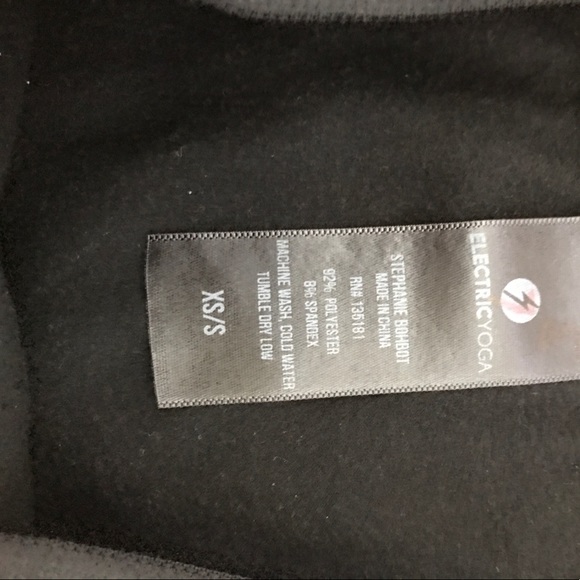 ELECTRICYOGA
STEPHANIE BOHBOT
MADE IN CHINA
RN# 135181
92% POLYESTER
8% SPANDEX
MACHINE WASH, COLD WATER
TUMBLE DRY LOW
XS/S